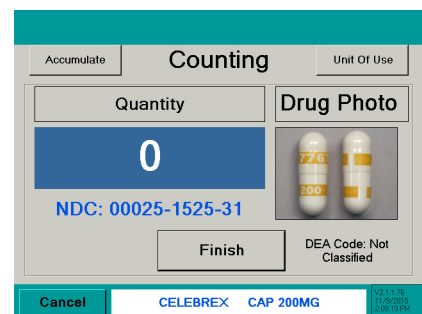 Accumulate
Counting
Unit Of Use
Quantity
Drug Photo
0
7767
200
NDC: 00025-1525-31
Finish
DEA Code: Not
Classified
Cancel
CELEBREX CAP 200MG
V2.1.1.76
11/9/2015
2:09:19 PM